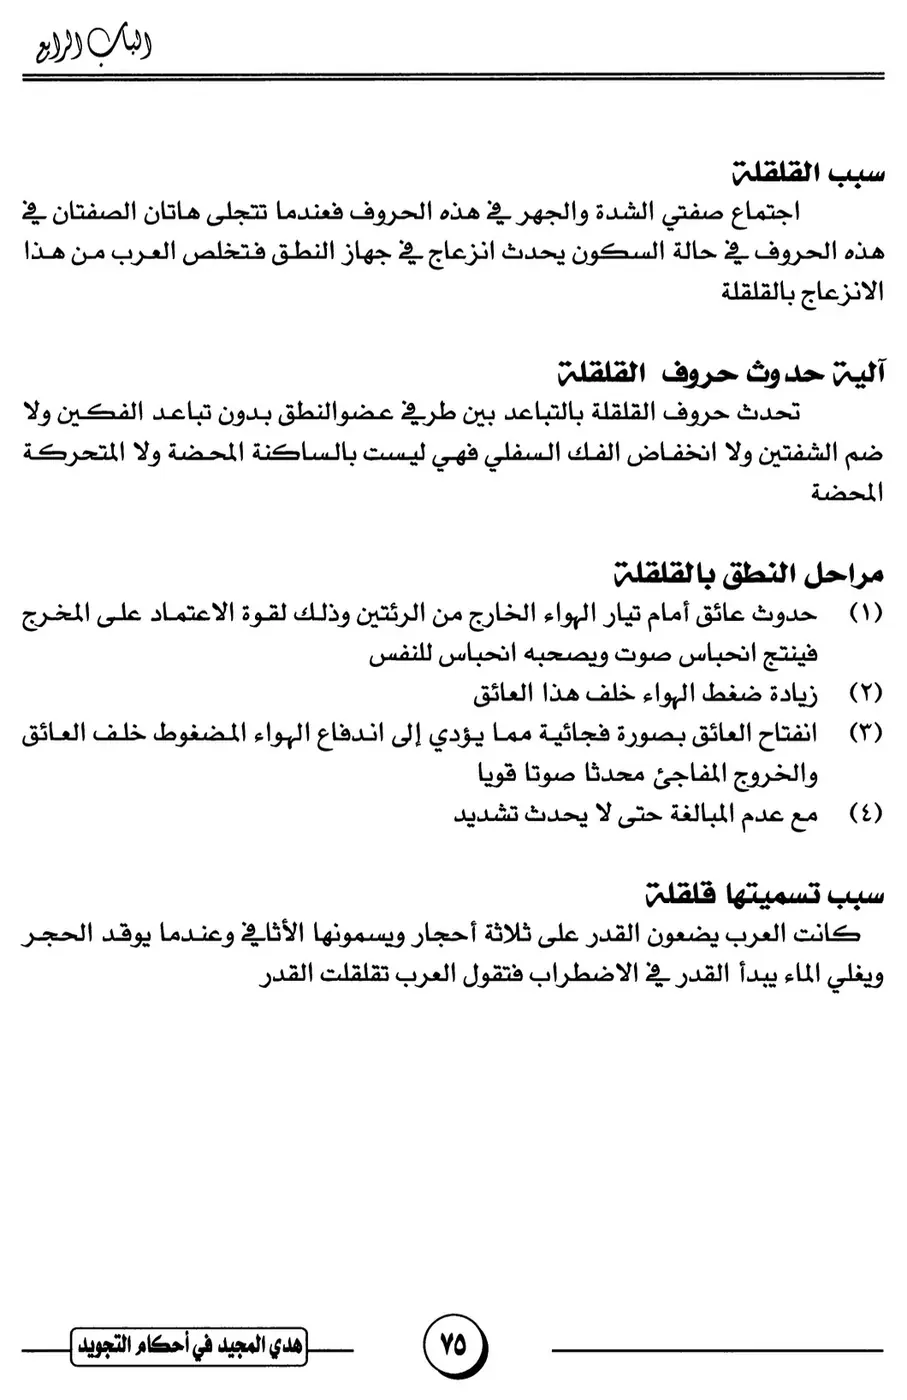 الباب الرابع
سبب القلقلة
اجتماع صفتي الشدة والجهر في هذه الحروف فعندما تتجلى هاتان الصفتان في
هذه الحروف في حالة السكون يحدث انزعاج في جهاز النطق فتخلص العرب من هذا
الانزعاج بالقلقلة
آلية حدوث حروف القلقلة
تحدث حروف القلقلة بالتباعد بين طرفي عضوالنطق بدون تباعد الفكين ولا
ضم الشفتين ولا انخفاض الفك السفلي فهي ليست بالساكنة المحضة ولا المتحركة
المحضة
مراحل النطق بالقلقلة
(١) حدوث عائق أمام تيار الهواء الخارج من الرئتين وذلك لقوة الاعتماد على المخرج
فينتج انحباس صوت ويصحبه انحباس للنفس
(٢) زيادة ضغط الهواء خلف هذا العائق
(٣) انفتاح العائق بصورة فجائية مما يؤدي إلى اندفاع الهواء المضغوط خلف العائق
والخروج المفاجئ محدثا صوتا قويا
(٤) مع عدم المبالغة حتى لا يحدث تشديد
سبب تسميتها قلقلة
كانت العرب يضعون القدر على ثلاثة أحجار ويسمونها الأثافي وعندما يوقد الحجر
ويغلي الماء يبدأ القدر في الاضطراب فتقول العرب تقلقلت القدر
٧٥
هدي المجيد في أحكام التجويد